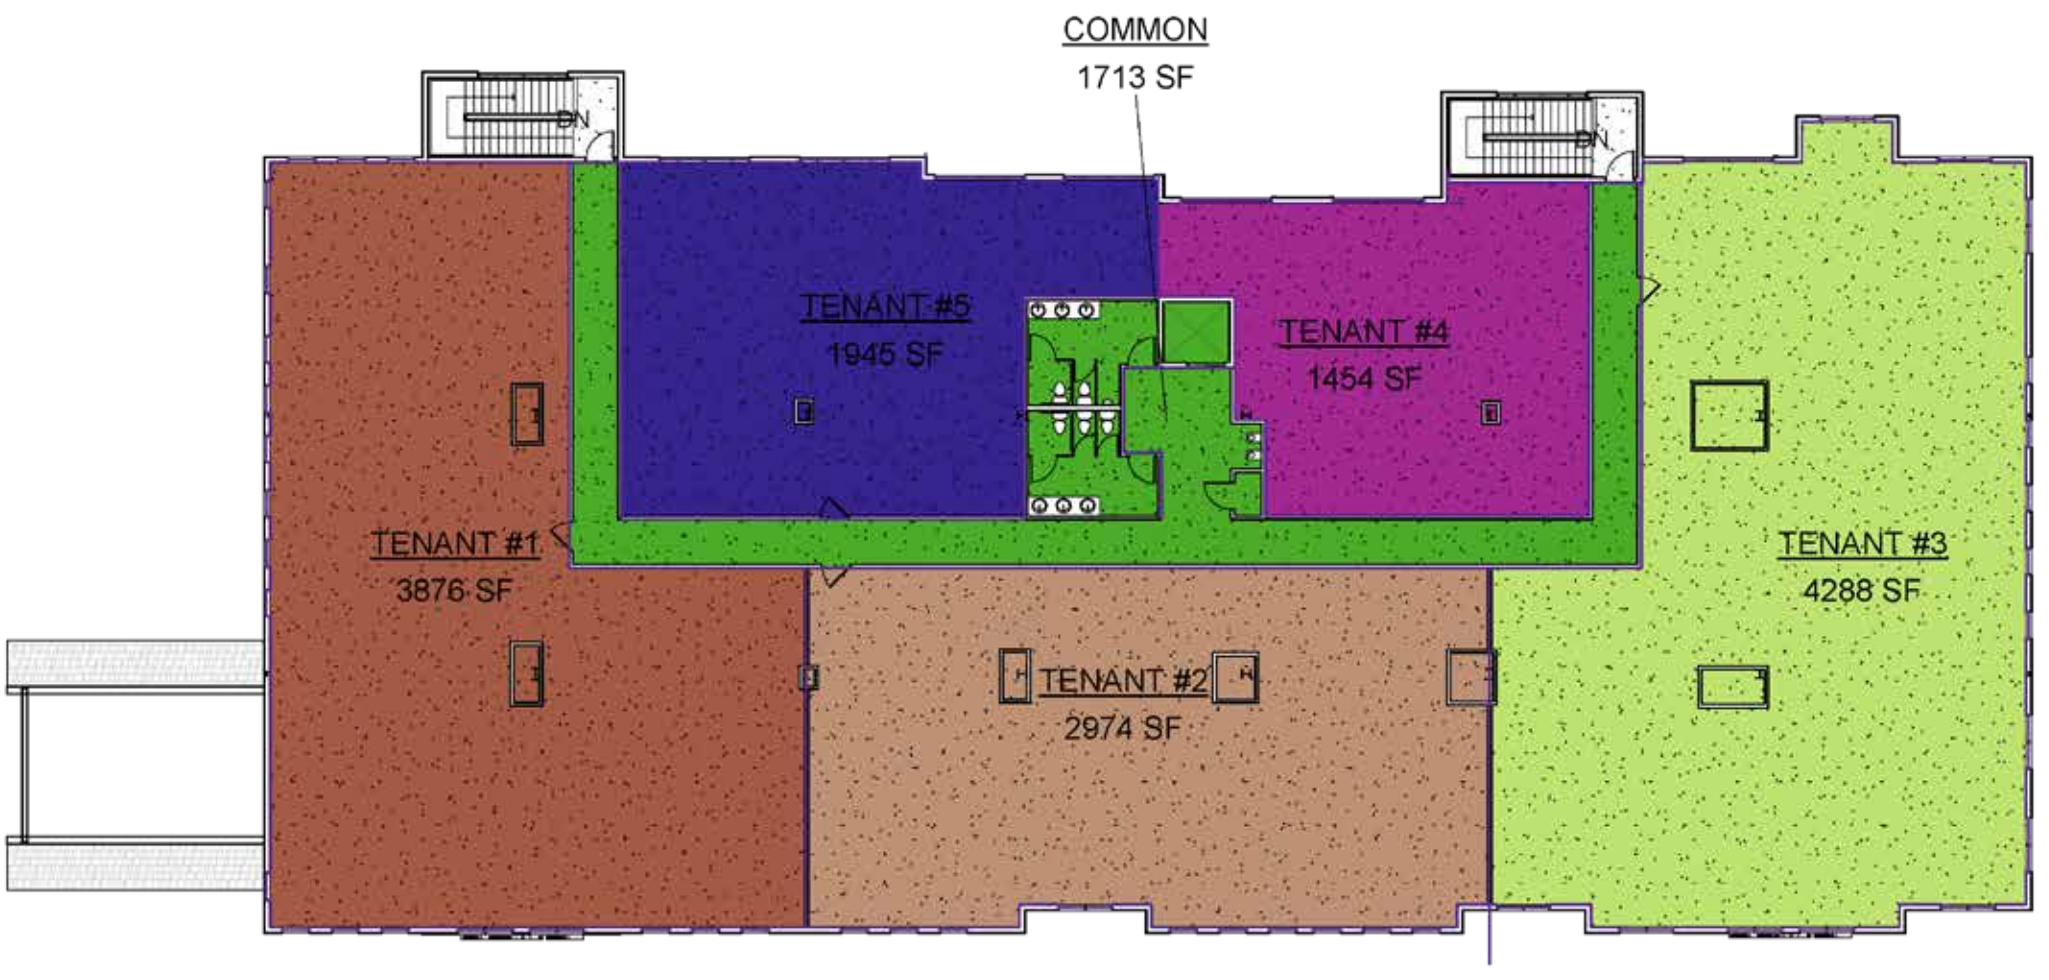 COMMON
1713 SF
DN
DN
TENANT #5
1945 SF
TENANT #4
1454 SF
TENANT #1
3876 SF
TENANT #3
4288 SF
TENANT #2
2974 SF